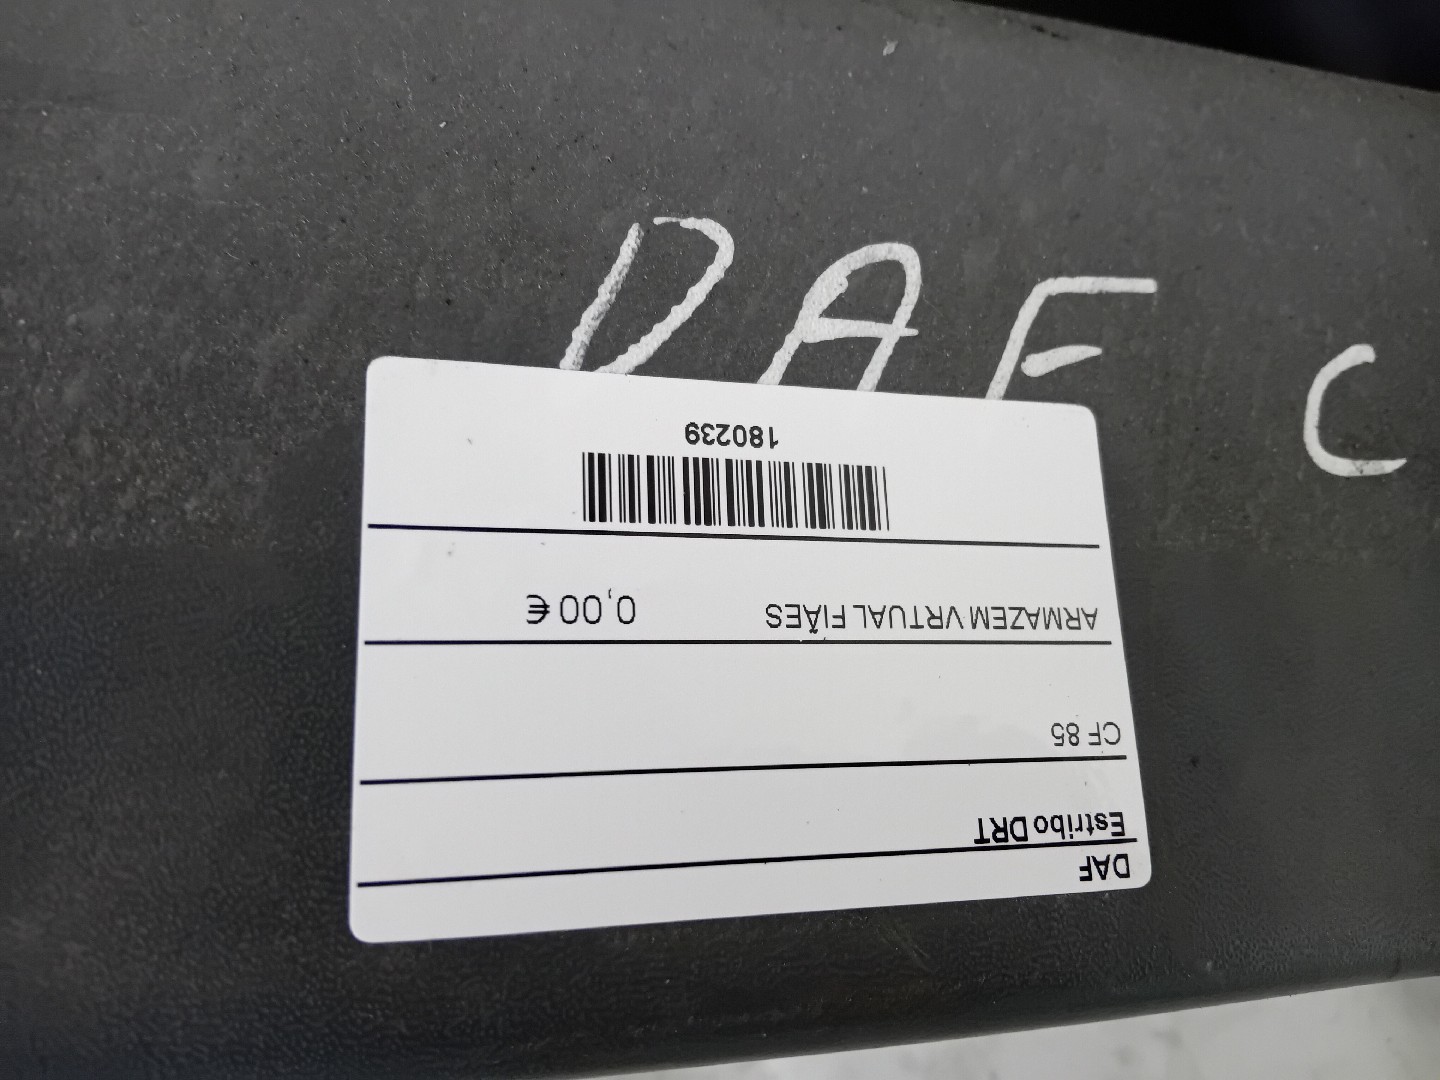 DAF C
DAF
Estribo DRT
CF 85
ARMAZEM VRTUAL FIÃES 0,00 €
180239